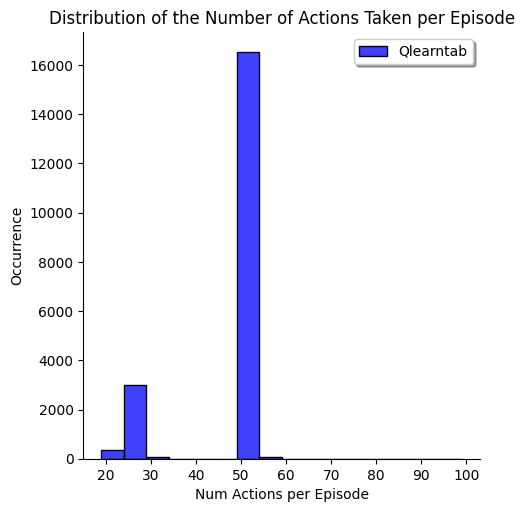 Distribution of the Number of Actions Taken per Episode
Qlearntab
16000
14000
12000
10000
8000
6000
4000
2000
0
Occurrence
20 30 40 50 60 70 80 90 100
Num Actions per Episode